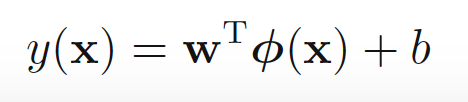 y(𝐱) = 𝐰ᵀ𝝓(𝐱) + b